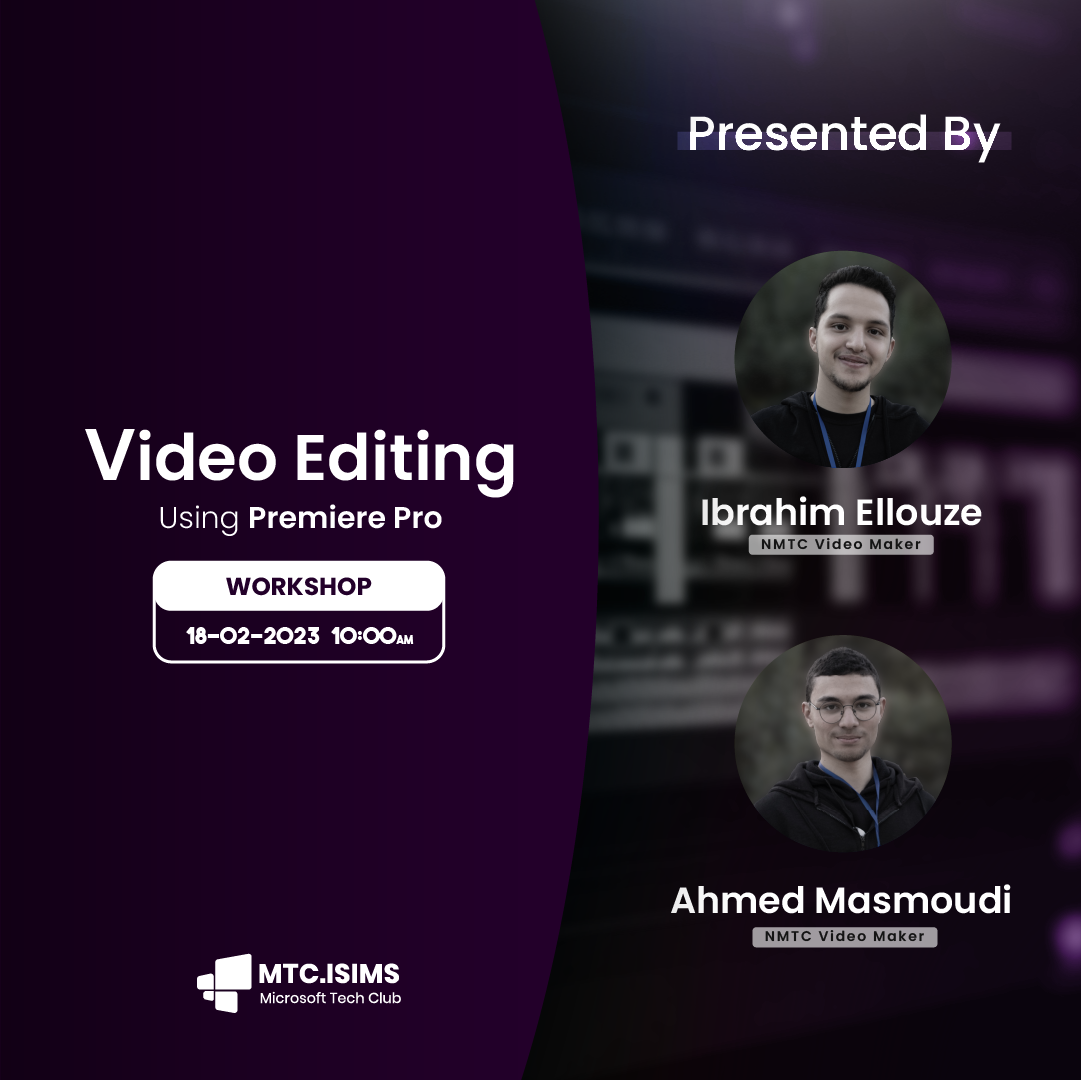 Video Editing
Using Premiere Pro
WORKSHOP
18-02-2023 10:00AM
MTC.ISIMS
Microsoft Tech Club
Presented By
Ibrahim Ellouze
NMTC Video Maker
Ahmed Masmoudi
NMTC Video Maker